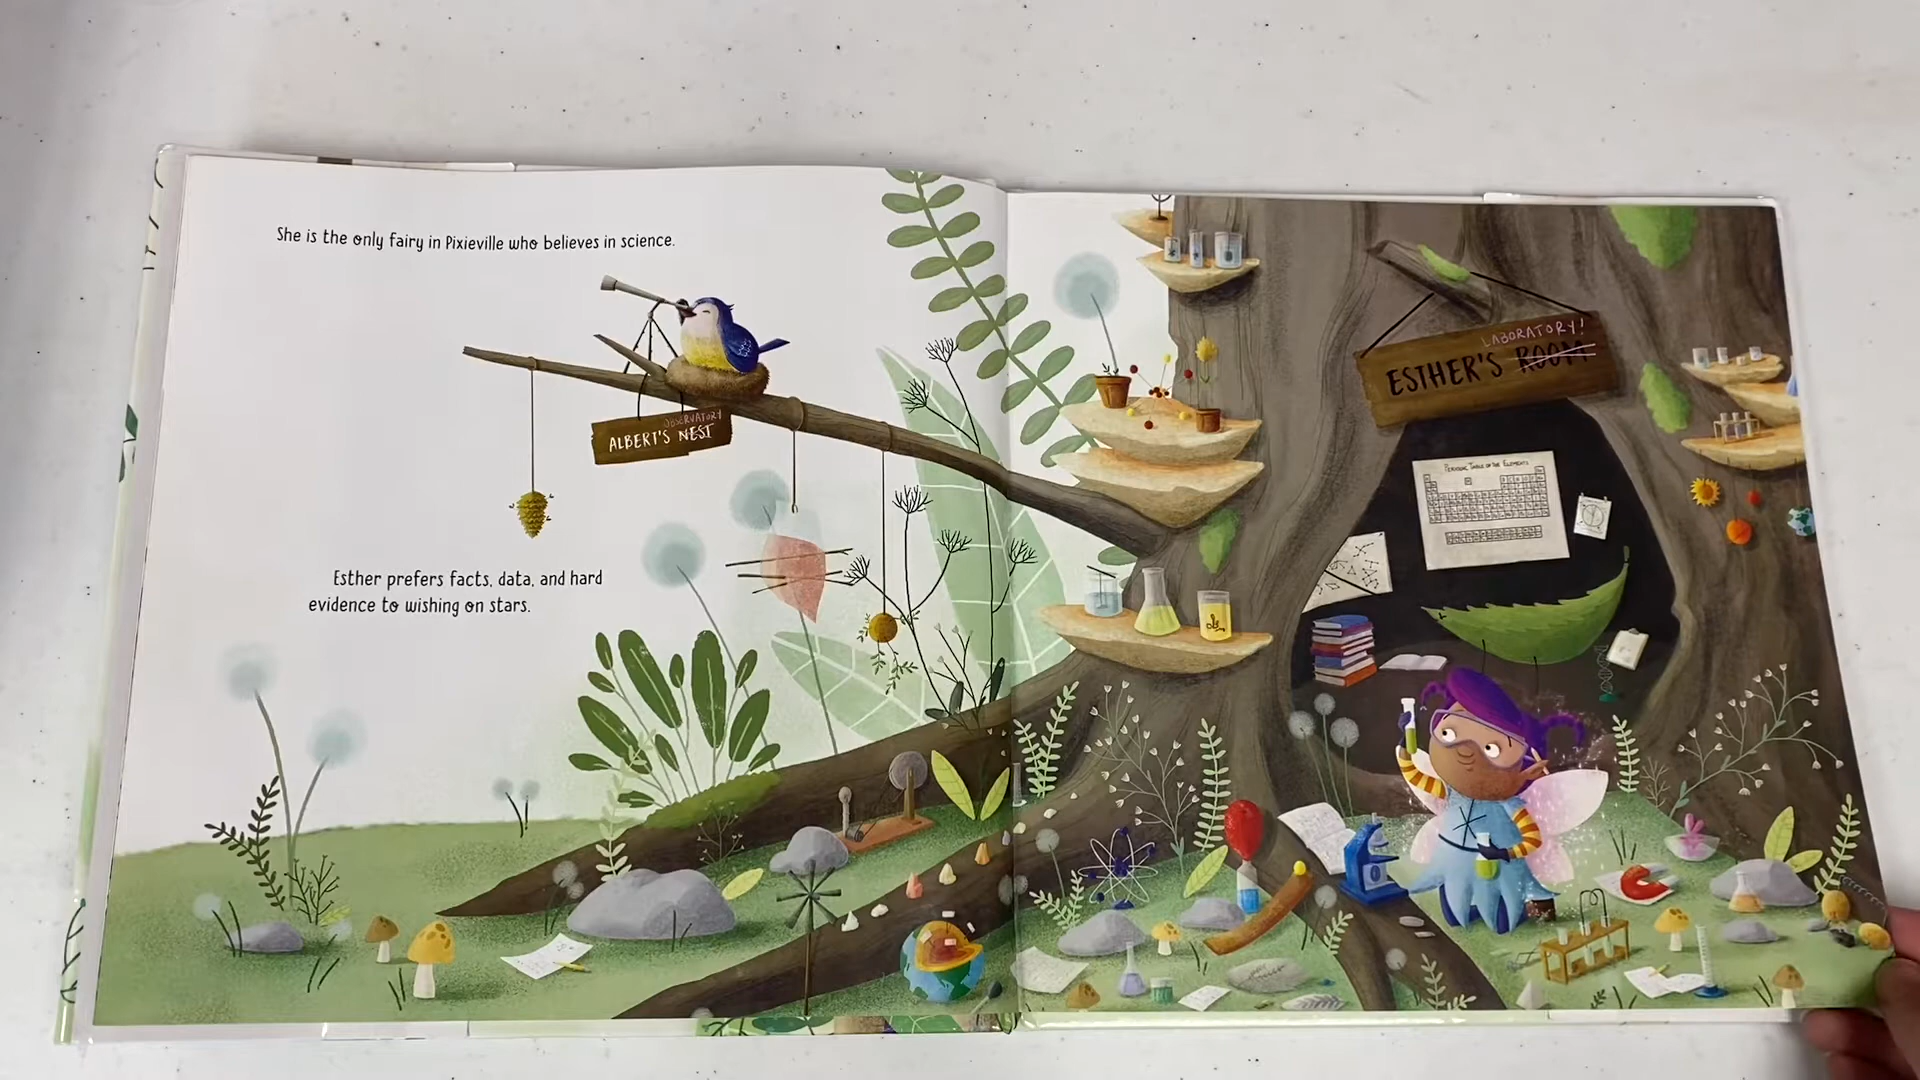 She is the only fairy in Pixieville who believes in science.
OBSERVATORY
ALBERT'S NEST
Esther prefers facts, data, and hard
evidence to wishing on stars.
LABORATORY!
ESTHER'S ROOM
PERIODIC TABLE OF THE ELEMENTS